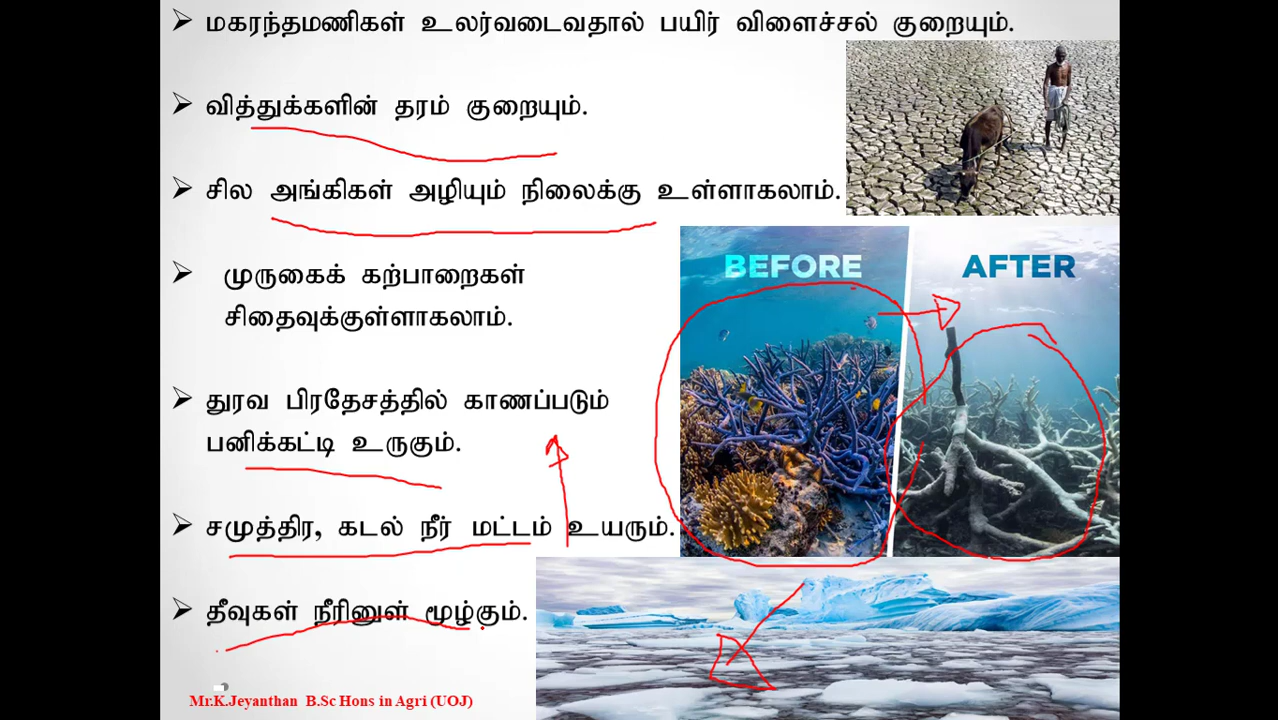 ➢ மகரந்தமணிகள் உலர்வடைவதால் பயிர் விளைச்சல் குறையும்.
➢ வித்துக்களின் தரம் குறையும்.
➢ சில அங்கிகள் அழியும் நிலைக்கு உள்ளாகலாம்.
➢ முருகைக் கற்பாறைகள்
சிதைவுக்குள்ளாகலாம்.
BEFORE
AFTER
➢ துரவ பிரதேசத்தில் காணப்படும்
பனிக்கட்டி உருகும்.
➢ சமுத்திர, கடல் நீர் மட்டம் உயரும்.
➢ தீவுகள் நீரினுள் மூழ்கும்.
Mr.K.Jeyanthan B.Sc Hons in Agri (UOJ)